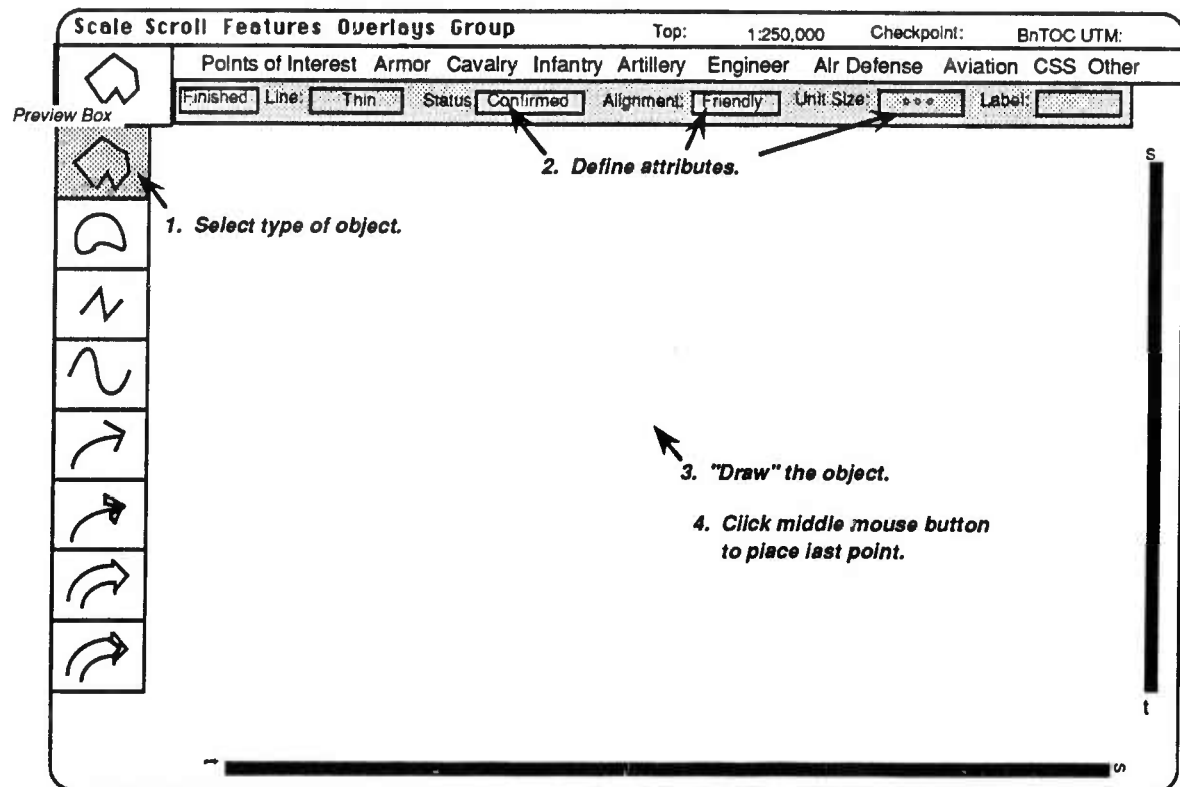 Scale Scroll Features Overlays Group Top: 1:250,000 Checkpoint: BnTOC UTM:
Points of Interest Armor Cavalry Infantry Artillery Engineer Air Defense Aviation CSS Other
Finished Line: Thin Status: Confirmed Alignment: Friendly Unit Size: Label:
Preview Box
2. Define attributes.
s
1. Select type of object.
3. "Draw" the object.
4. Click middle mouse button
to place last point.
t
t s